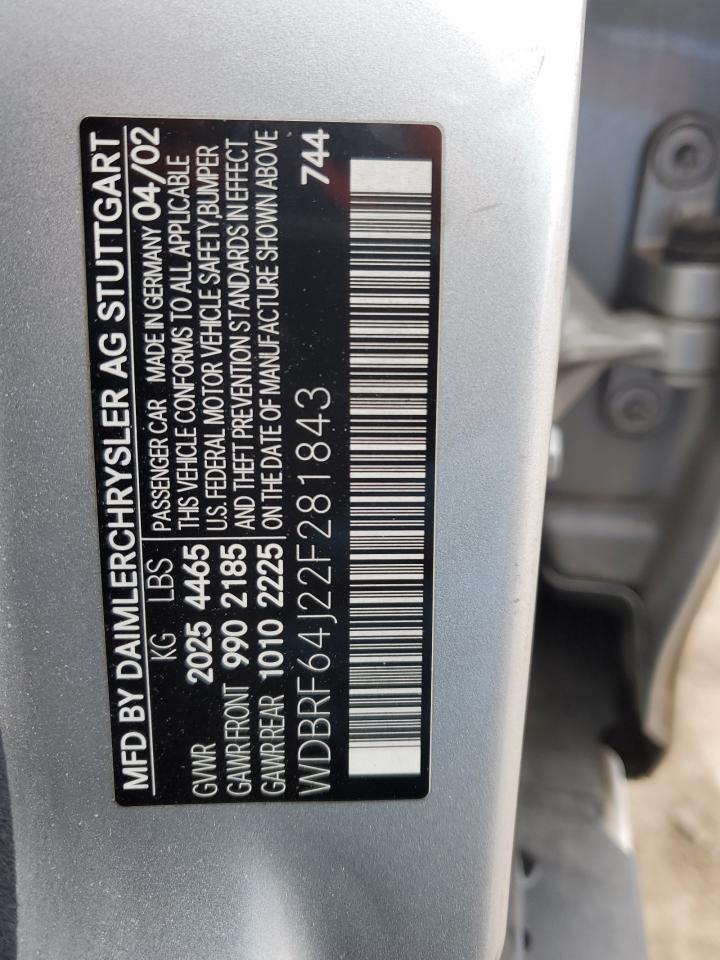 MFD BY DAIMLERCHRYSLER AG STUTTGART
KG LBS
GVWR 2025 4465
GAWR FRONT 990 2185
GAWR REAR 1010 2225
PASSENGER CAR MADE IN GERMANY 04/02
THIS VEHICLE CONFORMS TO ALL APPLICABLE
U.S. FEDERAL MOTOR VEHICLE SAFETY,BUMPER
AND THEFT PREVENTION STANDARDS IN EFFECT
ON THE DATE OF MANUFACTURE SHOWN ABOVE
WDBRF64J22F281843 744